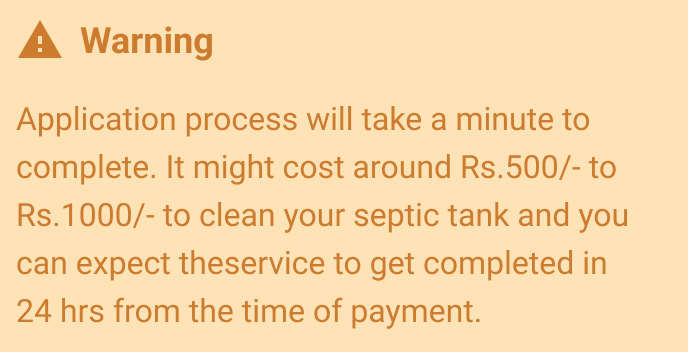 Warning
Application process will take a minute to
complete. It might cost around Rs.500/- to
Rs.1000/- to clean your septic tank and you
can expect theservice to get completed in
24 hrs from the time of payment.